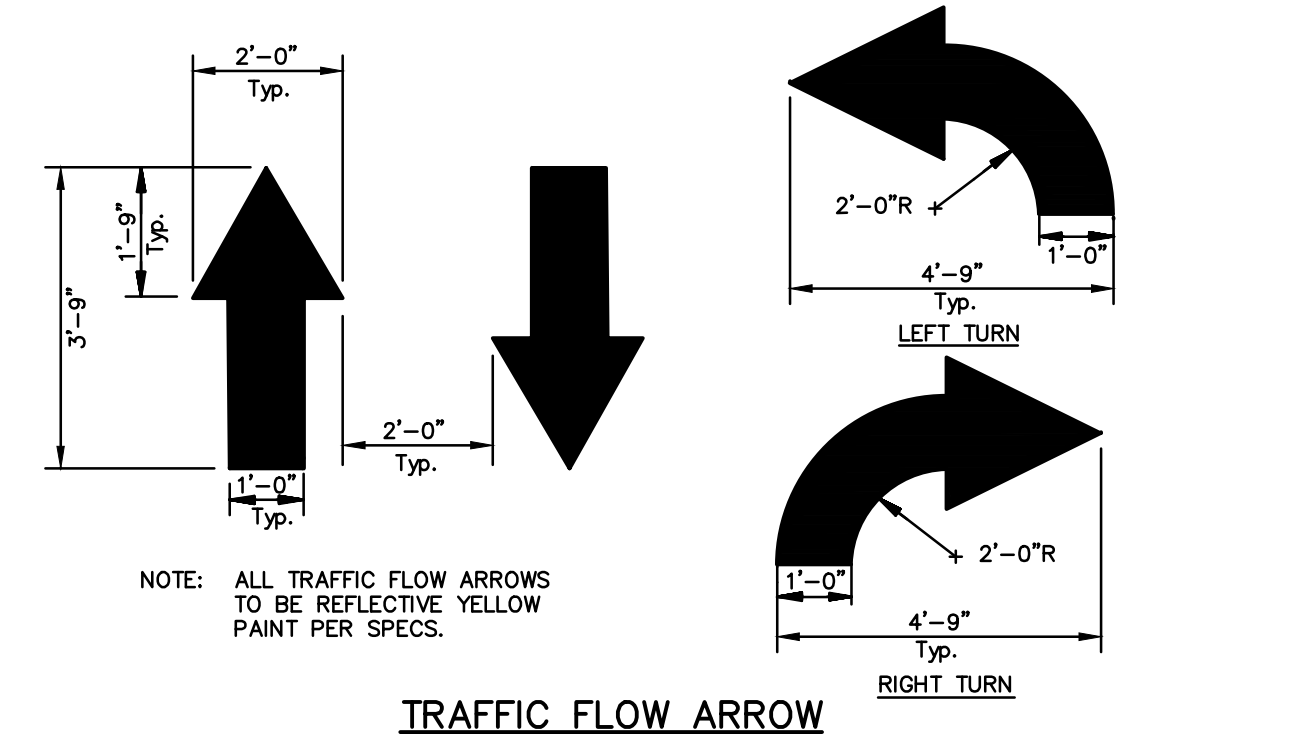 2'-0"
Typ.
1'-9"
Typ.
3'-9"
1'-0"
Typ.
2'-0"
Typ.
NOTE: ALL TRAFFIC FLOW ARROWS
TO BE REFLECTIVE YELLOW
PAINT PER SPECS.
2'-0"R
1'-0"
4'-9"
Typ.
LEFT TURN
2'-0"R
1'-0"
4'-9"
Typ.
RIGHT TURN
TRAFFIC FLOW ARROW